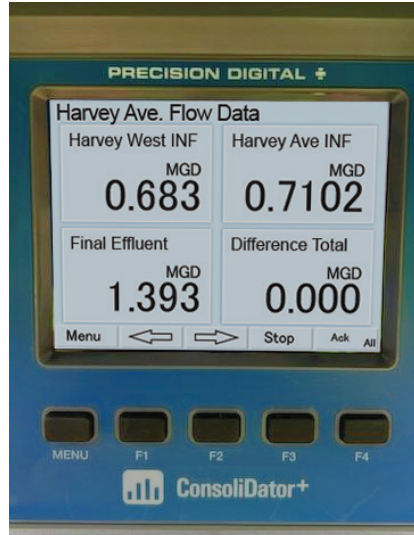 PRECISION DIGITAL
Harvey Ave. Flow Data
Harvey West INF
MGD
0.683
Harvey Ave INF
MGD
0.7102
Final Effluent
MGD
1.393
Difference Total
MGD
0.000
Menu Stop Ack All
MENU F1 F2 F3 F4
ConsoliDator+